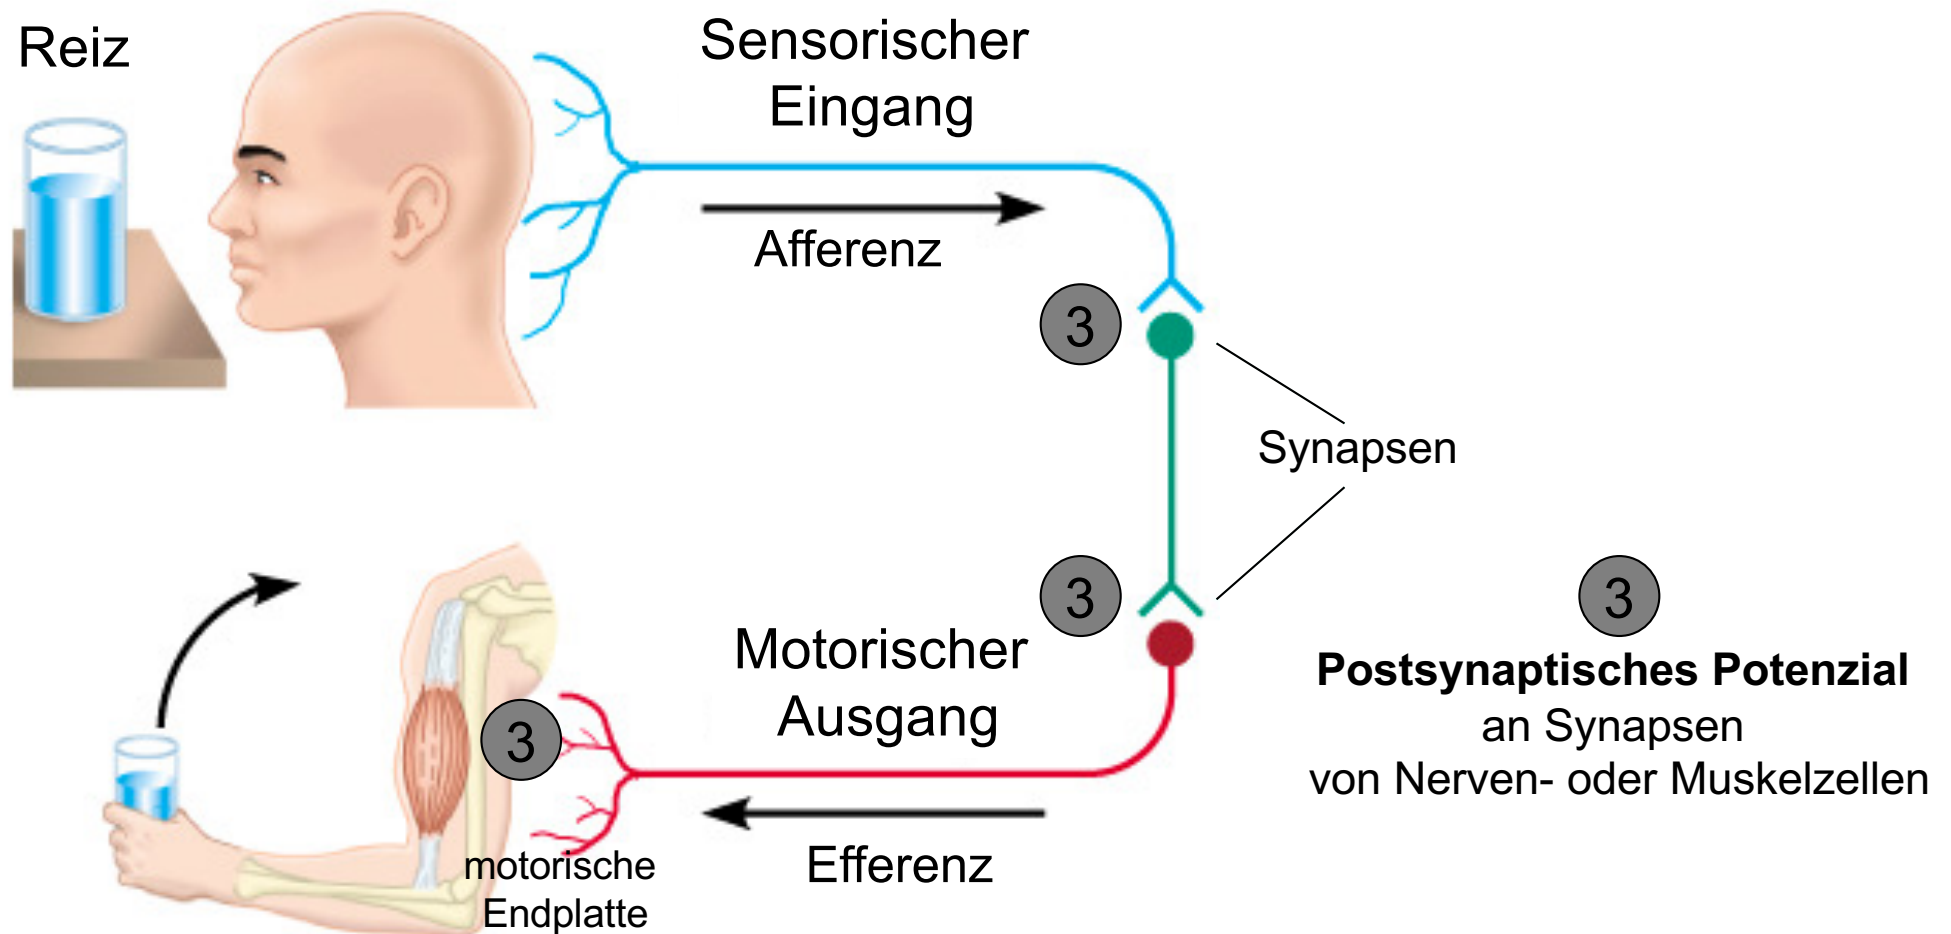 Reiz
Sensorischer
Eingang
Afferenz
3
Synapsen
3
3
Postsynaptisches Potenzial
an Synapsen
von Nerven- oder Muskelzellen
Motorischer
Ausgang
3
Efferenz
motorische
Endplatte